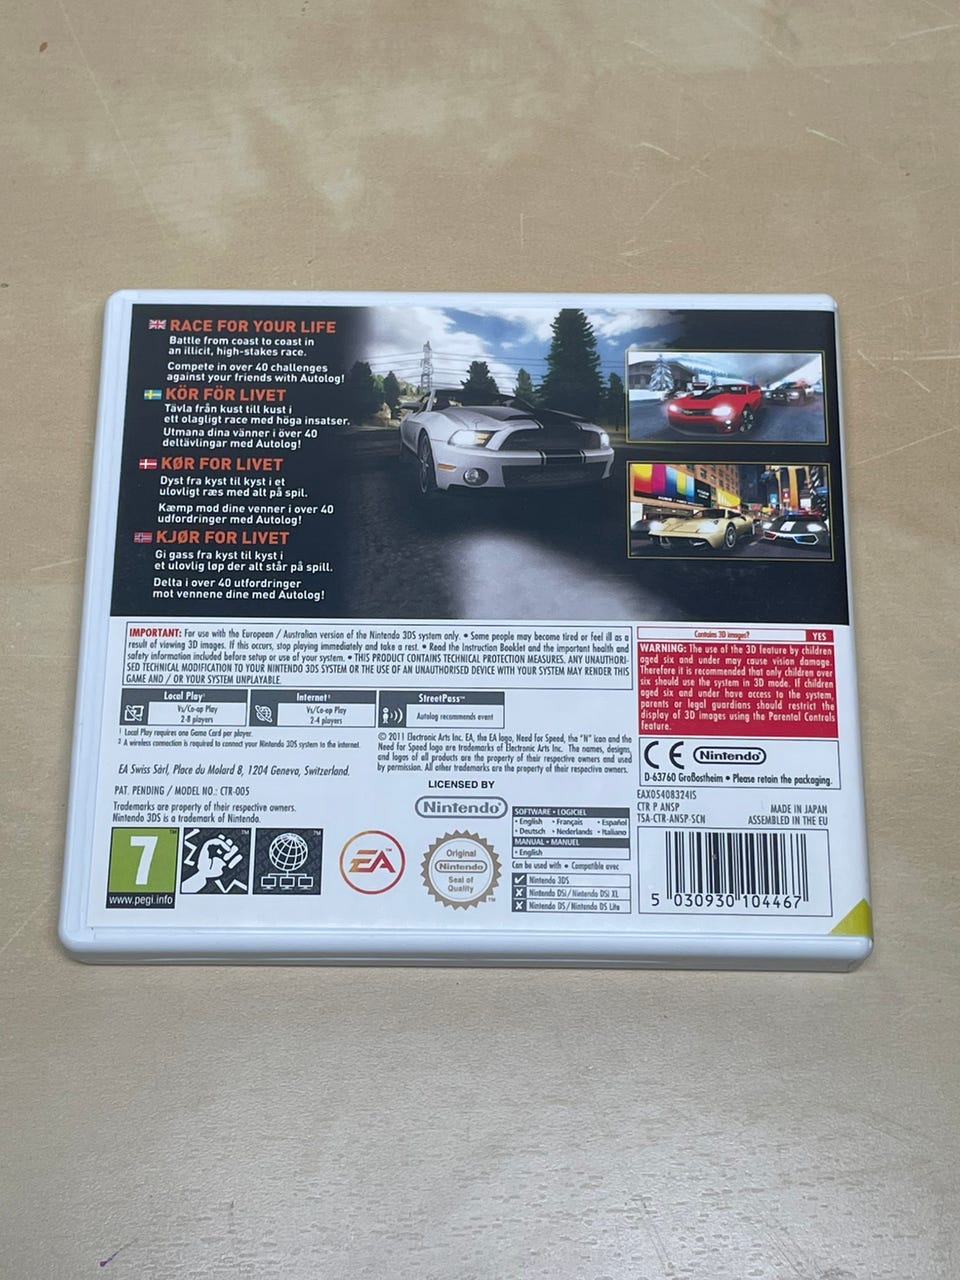 RACE FOR YOUR LIFE
Battle from coast to coast in
an illicit, high-stakes race.
Compete in over 40 challenges
against your friends with Autolog!
KÖR FÖR LIVET
Tävla från kust till kust i
ett olagligt race med höga insatser.
Utmana dina vänner i över 40
deltävlingar med Autolog!
KØR FOR LIVET
Dyst fra kyst til kyst i et
ulovligt ræs med alt på spil.
Kæmp mod dine venner i over 40
udfordringer med Autolog!
KJØR FOR LIVET
Gi gass fra kyst til kyst i
et ulovlig løp der alt står på spill.
Delta i over 40 utfordringer
mot vennene dine med Autolog!
IMPORTANT: For use with the European / Australian version of the Nintendo 3DS system only. • Some people may become tired or feel ill as a
result of viewing 3D images. If this occurs, stop playing immediately and take a rest. • Read the Instruction Booklet and the important health and
safety information included before setup or use of your system. • THIS PRODUCT CONTAINS TECHNICAL PROTECTION MEASURES. ANY UNAUTHORI-
SED TECHNICAL MODIFICATION TO YOUR NINTENDO 3DS SYSTEM OR THE USE OF AN UNAUTHORISED DEVICE WITH YOUR SYSTEM MAY RENDER THIS
GAME AND / OR YOUR SYSTEM UNPLAYABLE.
Contains 3D images? YES
WARNING: The use of the 3D feature by children
aged six and under may cause vision damage.
Therefore it is recommended that only children over
six should use the system in 3D mode. If children
aged six and under have access to the system,
parents or legal guardians should restrict the
display of 3D images using the Parental Controls
feature.
Local Play¹
Vs/Co-op Play
2-8 players
Internet²
Vs/Co-op Play
2-4 players
StreetPass™
Autolog recommends event
¹ Local Play requires one Game Card per player.
² A wireless connection is required to connect your Nintendo 3DS system to the internet.
© 2011 Electronic Arts Inc. EA, the EA logo, Need for Speed, the "N" icon and the
Need for Speed logo are trademarks of Electronic Arts Inc. The names, designs,
and logos of all products are the property of their respective owners and used
by permission. All other trademarks are the property of their respective owners.
EA Swiss Sàrl, Place du Molard 8, 1204 Geneva, Switzerland.
PAT. PENDING / MODEL NO.: CTR-005
Trademarks are property of their respective owners.
Nintendo 3DS is a trademark of Nintendo.
LICENSED BY
Nintendo®
CE Nintendo®
D-63760 Großostheim • Please retain the packaging.
EAX05408324IS
CTR P ANSP
TSA-CTR-ANSP-SCN
MADE IN JAPAN
ASSEMBLED IN THE EU
SOFTWARE • LOGICIEL
• English • Français • Español
• Deutsch • Nederlands • Italiano
MANUAL • MANUEL
• English
Can be used with • Compatible avec
Nintendo 3DS
Nintendo DSi/Nintendo DSi XL
Nintendo DS/Nintendo DS Lite
7
www.pegi.info
EA
Original
Nintendo
Seal of
Quality
5 030930 104467